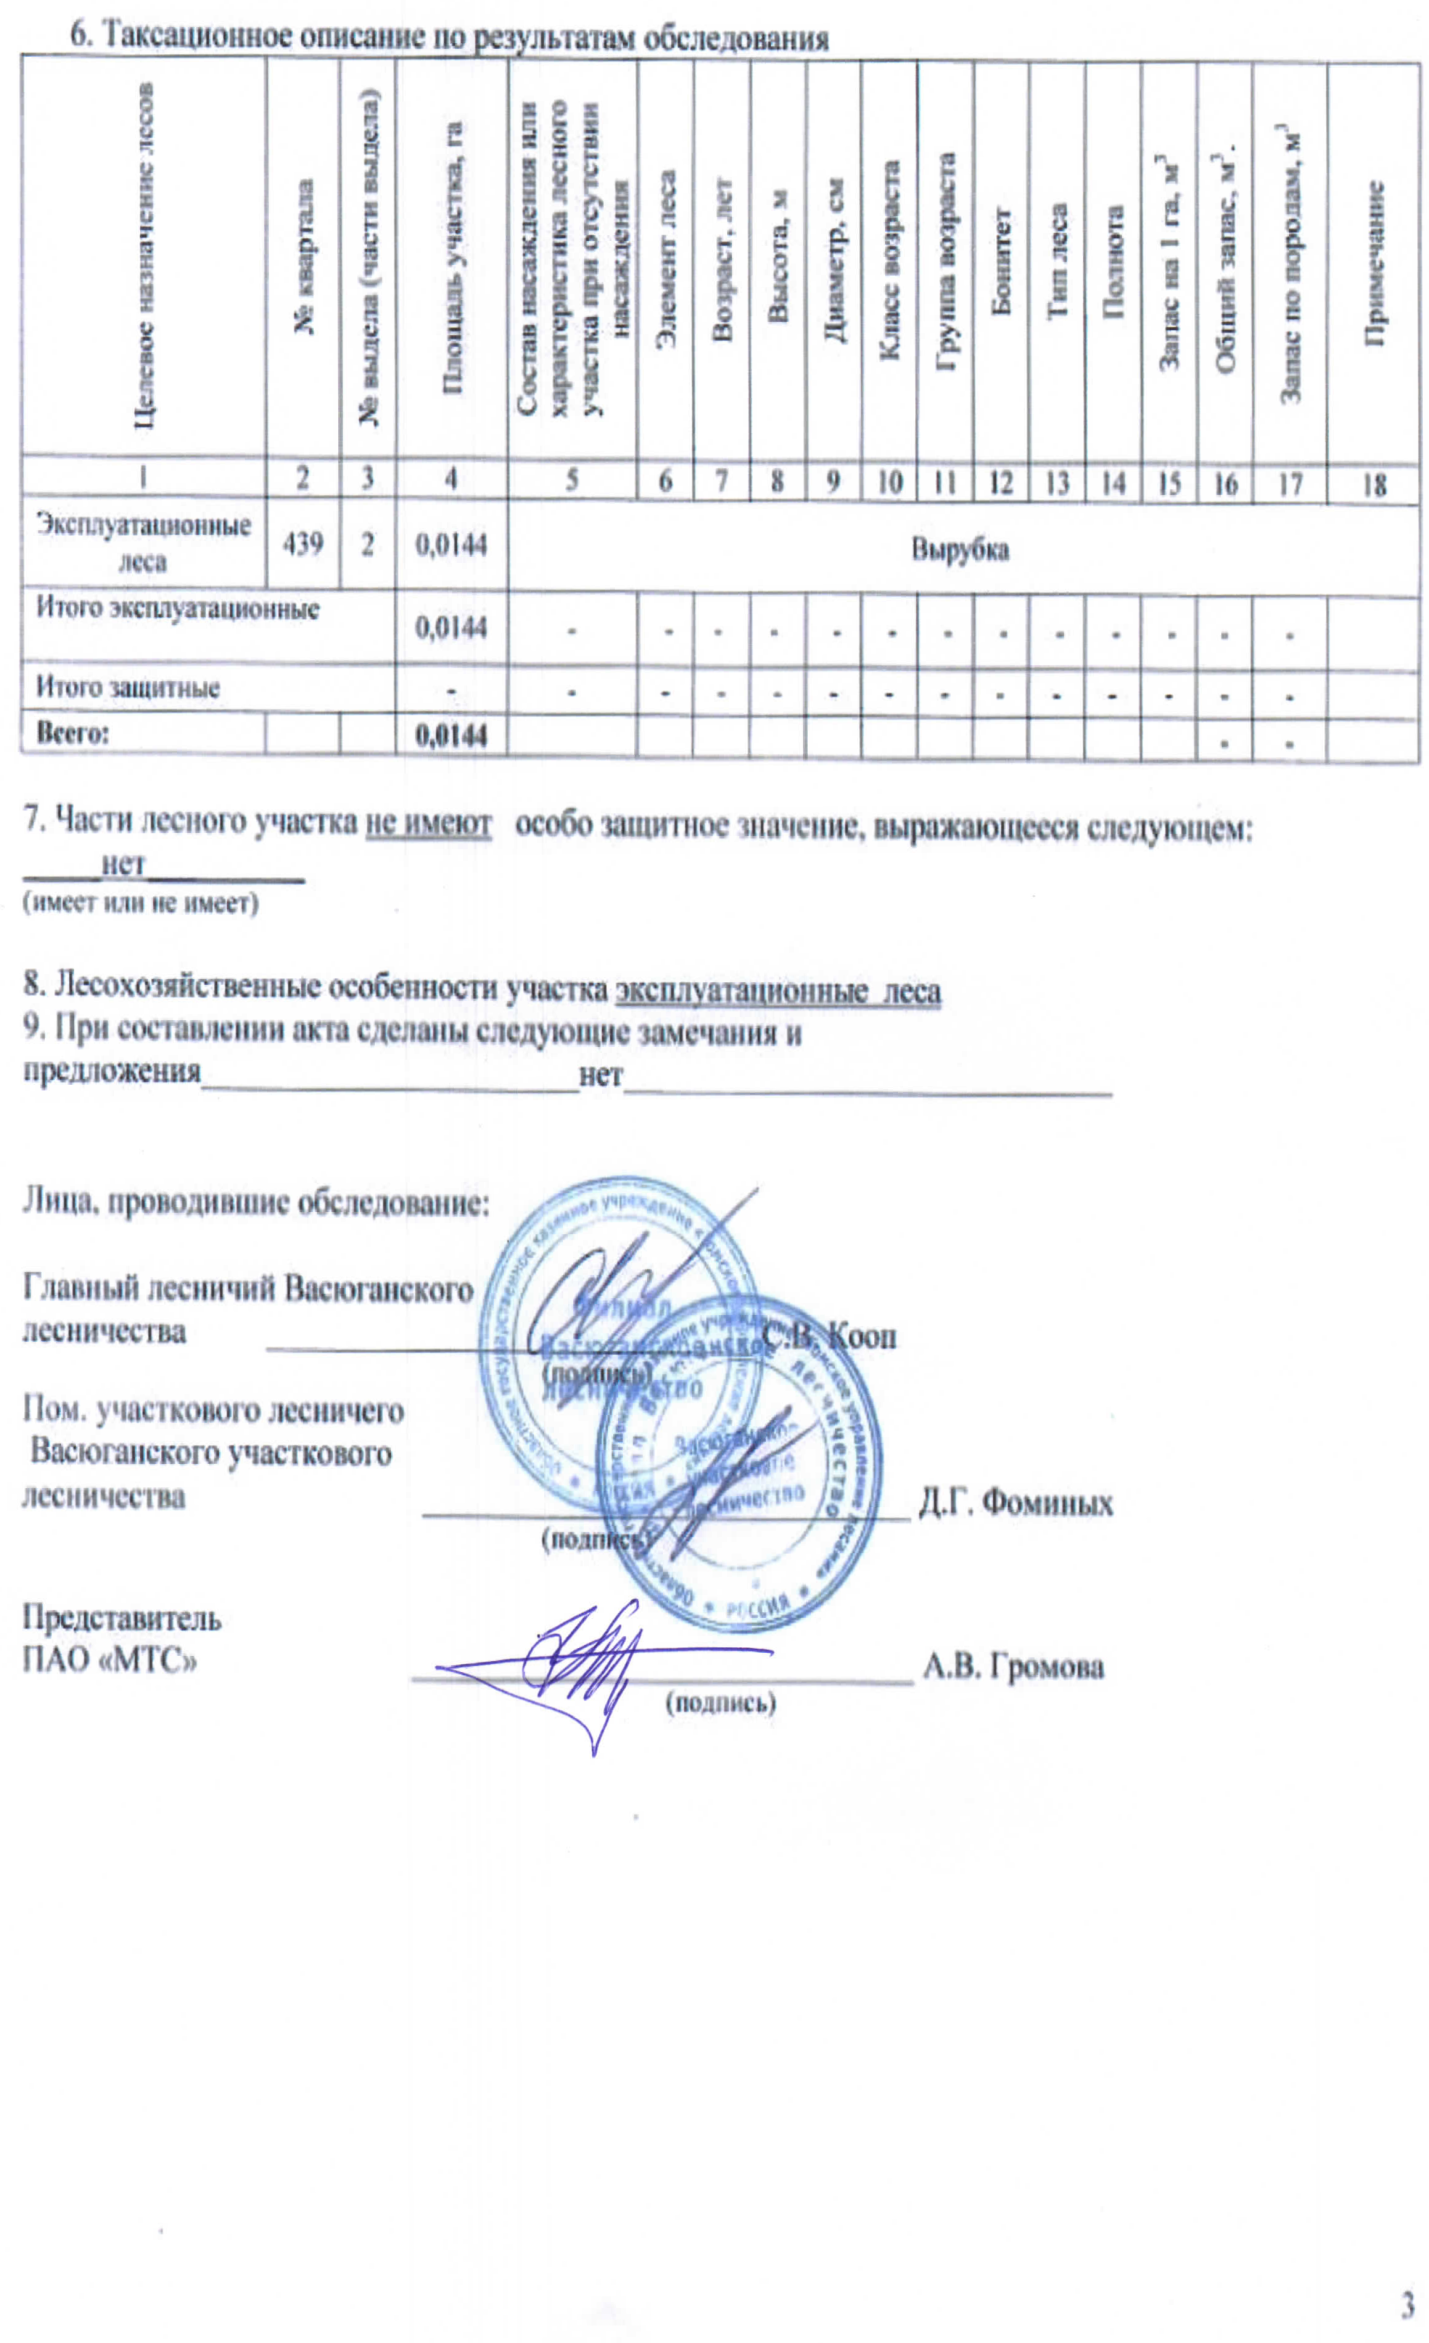 6. Таксационное описание по результатам обследования
Целевое назначение лесов
№ квартала
№ выдела (части выдела)
Площадь участка, га
Состав насаждения или
характеристика лесного
участка при отсутствии
насаждения
Элемент леса
Возраст, лет
Высота, м
Диаметр, см
Класс возраста
Группа возраста
Бонитет
Тип леса
Полнота
Запас на 1 га, м³
Общий запас, м³.
Запас по породам, м³
Примечание
1 2 3 4 5 6 7 8 9 10 11 12 13 14 15 16 17 18
Эксплуатационные
леса
439 2 0,0144 Вырубка
Итого эксплуатационные 0,0144 - - - - - - - - - - - - -
Итого защитные - - - - - - - - - - - - - -
Всего: 0,0144 - -
7. Части лесного участка не имеют особо защитное значение, выражающееся следующем:
_____нет__________
(имеет или не имеет)
8. Лесохозяйственные особенности участка эксплуатационные леса
9. При составлении акта сделаны следующие замечания и
предложения________________________нет_______________________________
Лица, проводившие обследование:
Главный лесничий Васюганского
лесничества С.В. Кооп
(подпись)
Пом. участкового лесничего
Васюганского участкового
лесничества Д.Г. Фоминых
(подпись)
Представитель
ПАО «МТС» А.В. Громова
(подпись)
филиал
лесничество
участковое
лесничество
РОССИЯ
3